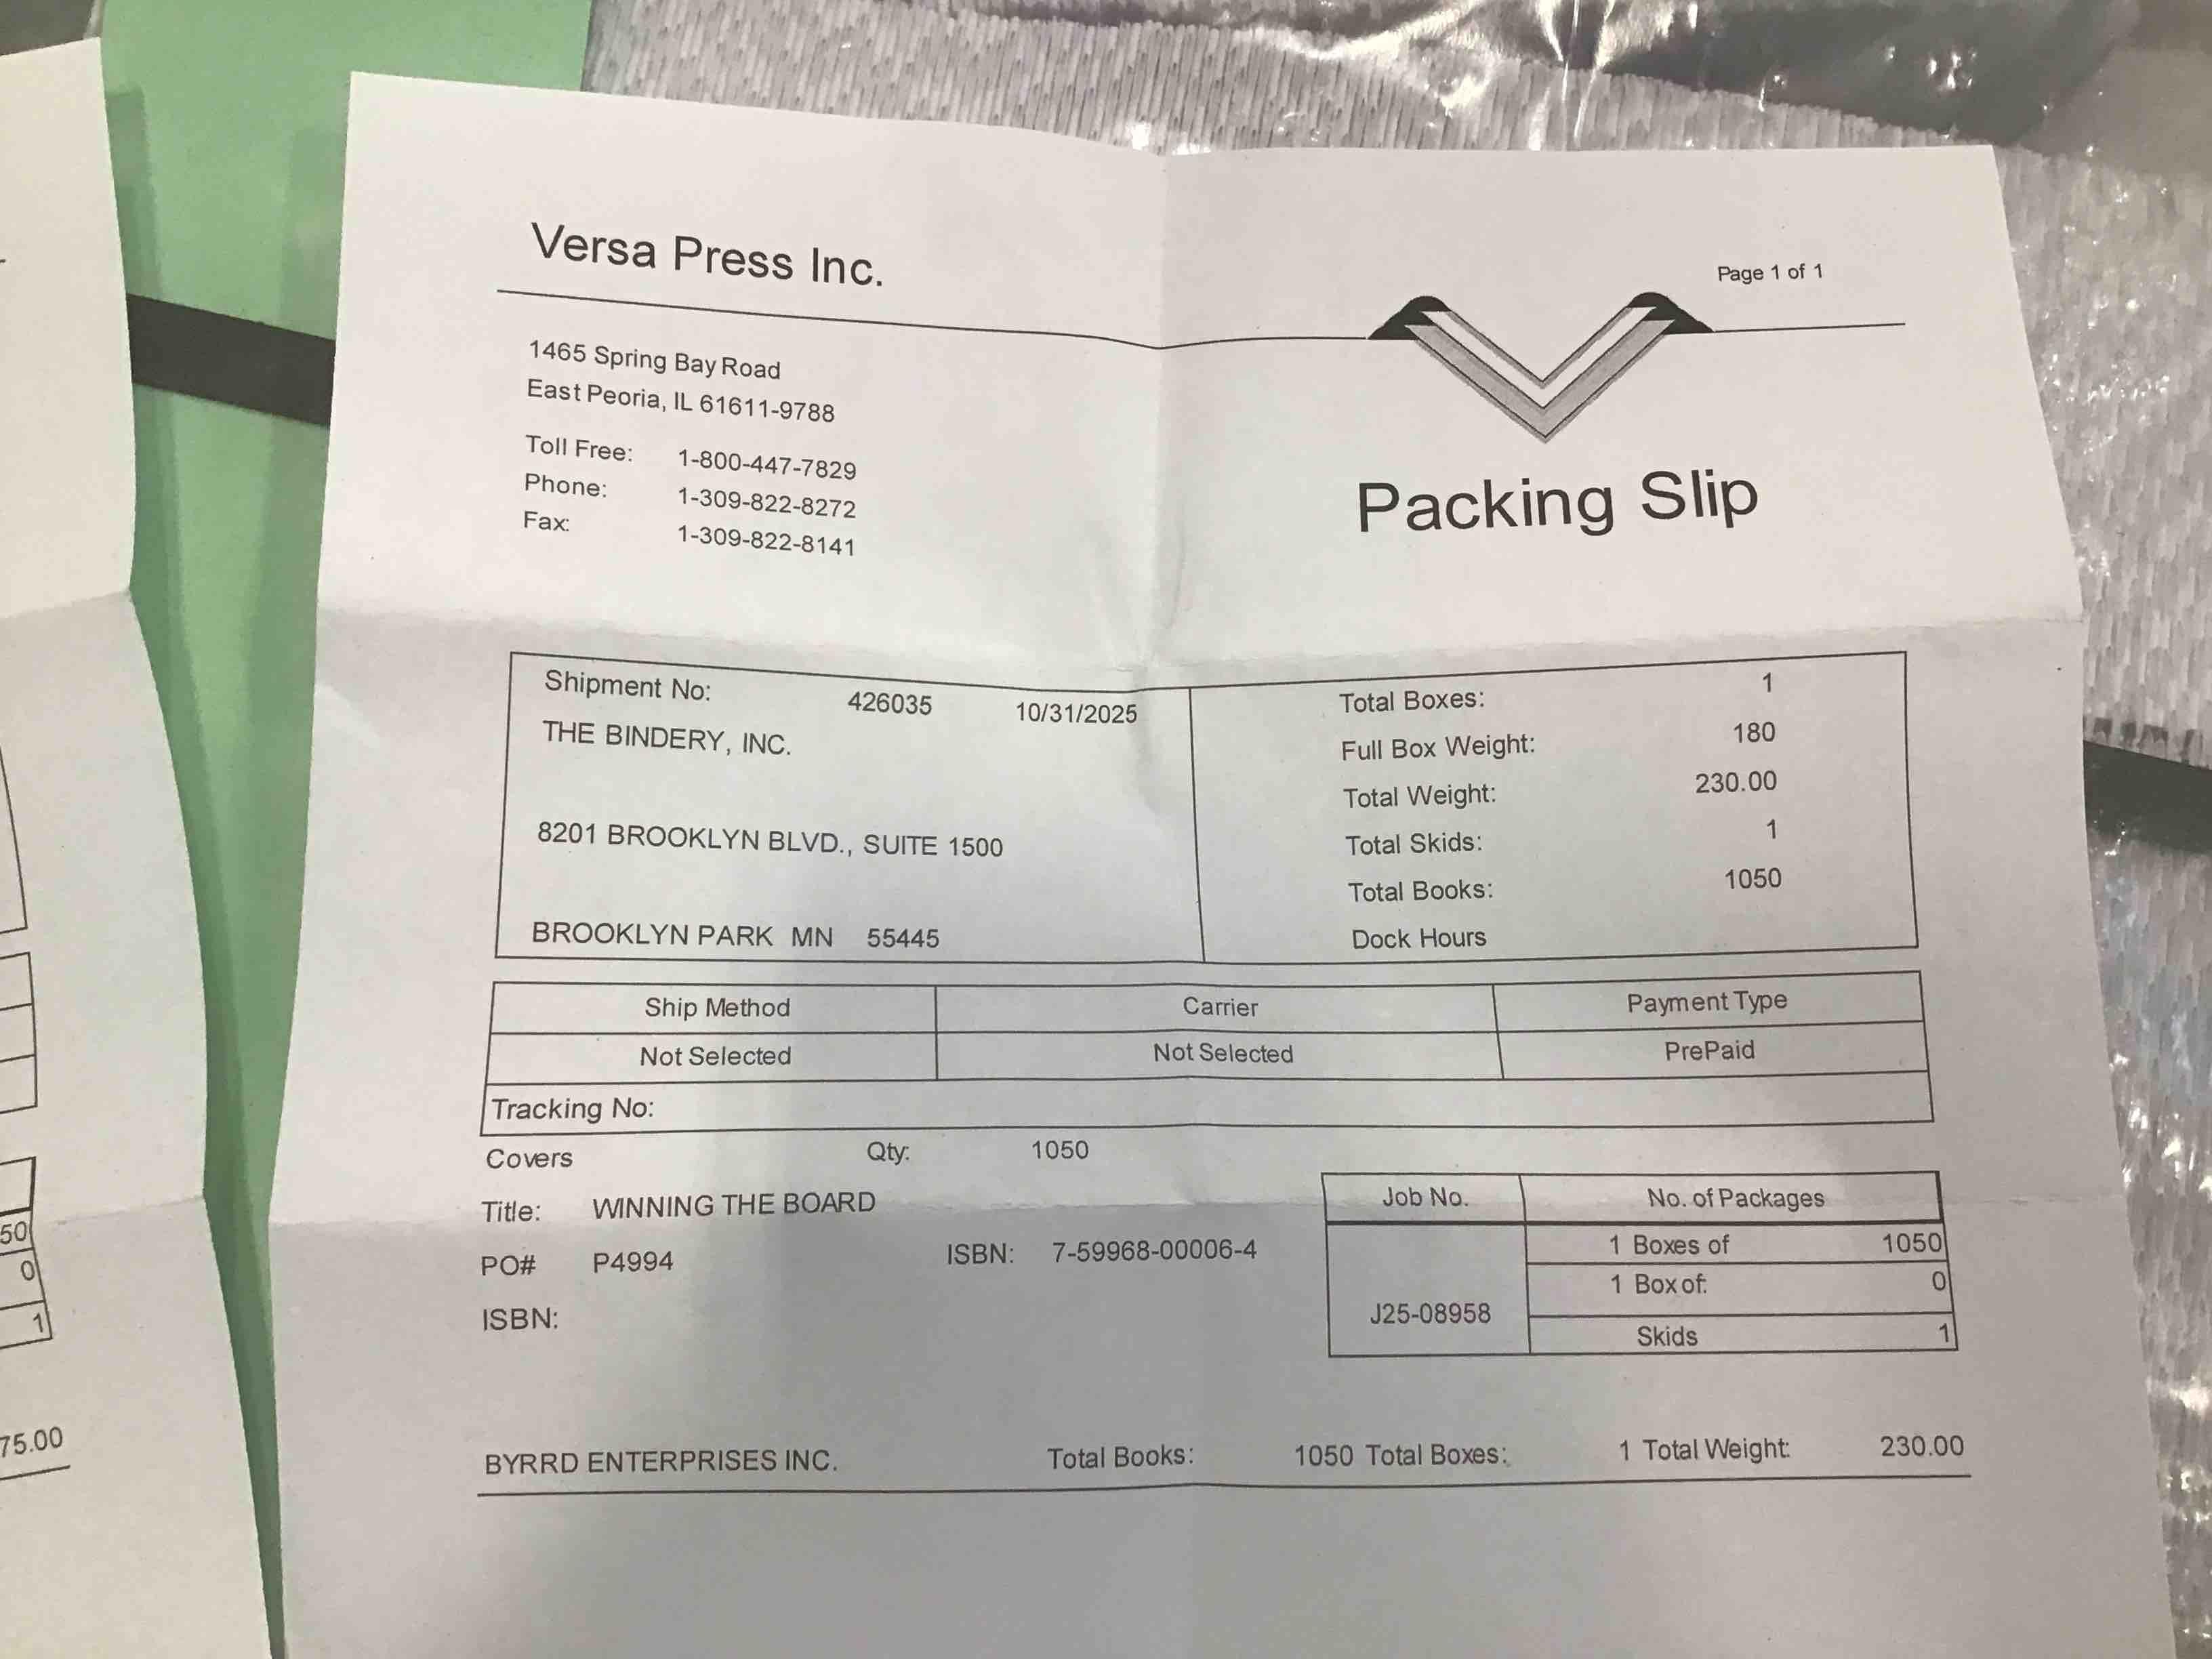 Versa Press Inc.
Page 1 of 1
1465 Spring Bay Road
East Peoria, IL 61611-9788
Toll Free: 1-800-447-7829
Phone: 1-309-822-8272
Fax: 1-309-822-8141
Packing Slip
Shipment No: 426035 10/31/2025
THE BINDERY, INC.
8201 BROOKLYN BLVD., SUITE 1500
BROOKLYN PARK MN 55445
Total Boxes: 1
Full Box Weight: 180
Total Weight: 230.00
Total Skids: 1
Total Books: 1050
Dock Hours
Ship Method Carrier Payment Type
Not Selected Not Selected PrePaid
Tracking No:
Covers Qty: 1050
Title: WINNING THE BOARD
PO# P4994 ISBN: 7-59968-00006-4
ISBN:
Job No. No. of Packages
1 Boxes of 1050
1 Box of: 0
J25-08958
Skids 1
BYRRD ENTERPRISES INC. Total Books: 1050 Total Boxes: 1 Total Weight: 230.00
50
0
1
75.00